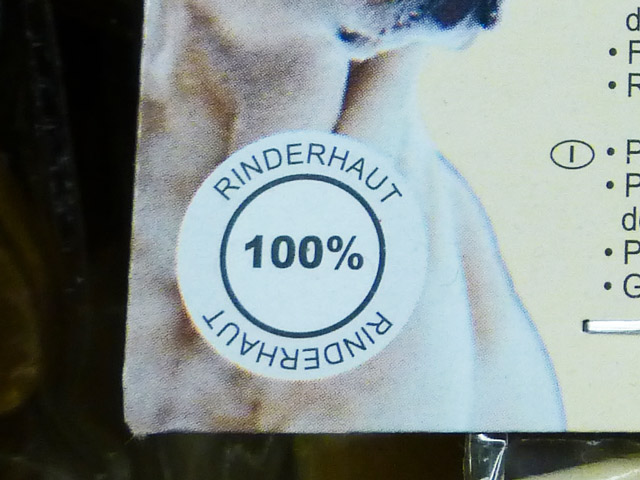 RINDERHAUT
100%
RINDERHAUT
d
• F
• R
I • P
• P
d
• P
• G